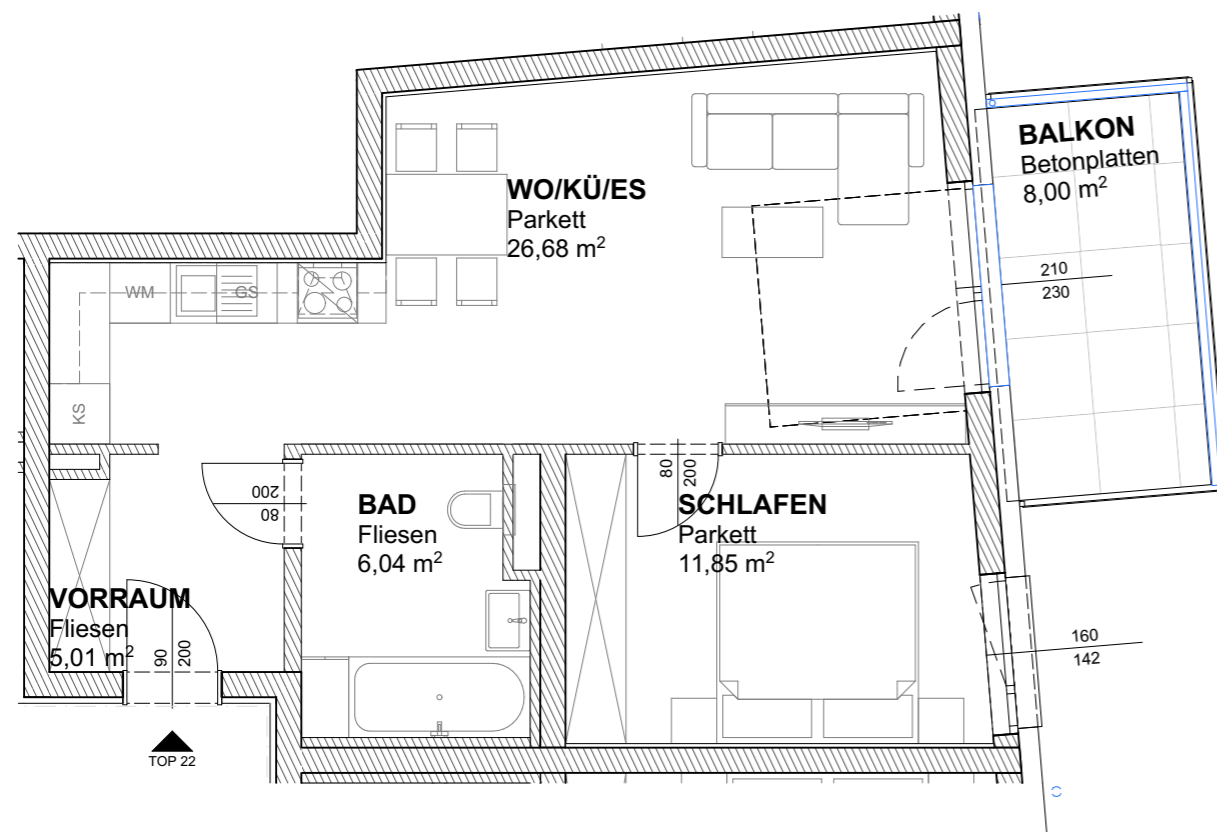 BALKON
Betonplatten
8,00 m²
WO/KÜ/ES
Parkett
26,68 m²
210
230
WM
GS
KS
80
200
200
80
BAD
Fliesen
6,04 m²
SCHLAFEN
Parkett
11,85 m²
VORRAUM
Fliesen
5,01 m²
90
200
160
142
TOP 22